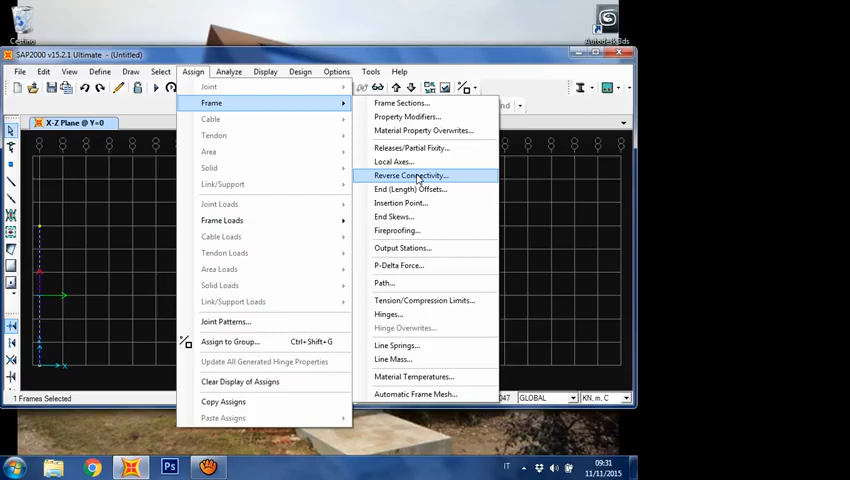 Cestino
Autodesk3ds
SAP2000 v15.2.1 Ultimate - (Untitled)
File Edit View Define Draw Select Assign Analyze Display Design Options Tools Help
X-Z Plane @ Y=0
Joint
Frame
Cable
Tendon
Area
Solid
Link/Support
Joint Loads
Frame Loads
Cable Loads
Tendon Loads
Area Loads
Solid Loads
Link/Support Loads
Joint Patterns...
Assign to Group... Ctrl+Shift+G
Update All Generated Hinge Properties
Clear Display of Assigns
Copy Assigns
Paste Assigns
Frame Sections...
Property Modifiers...
Material Property Overwrites...
Releases/Partial Fixity...
Local Axes...
Reverse Connectivity...
End (Length) Offsets...
Insertion Point...
End Skews...
Fireproofing...
Output Stations...
P-Delta Force...
Path...
Tension/Compression Limits...
Hinges...
Hinge Overwrites...
Line Springs...
Line Mass...
Material Temperatures...
Automatic Frame Mesh...
X
1 Frames Selected
GLOBAL
KN, m, C
Ps
IT
09:31
11/11/2015